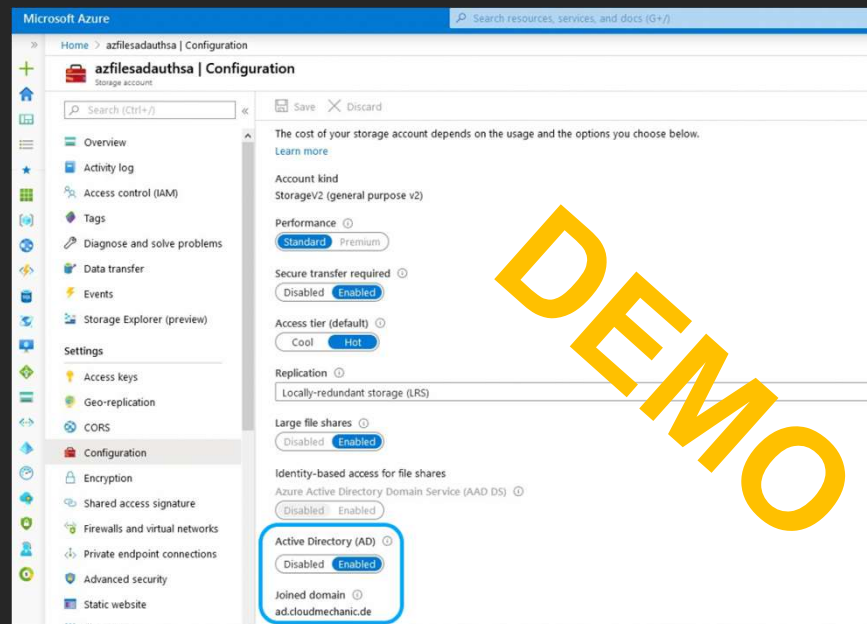 Microsoft Azure
Search resources, services, and docs (G+/)
Home > azfilesadauthsa | Configuration
azfilesadauthsa | Configuration
Storage account
Search (Ctrl+/)
Overview
Activity log
Access control (IAM)
Tags
Diagnose and solve problems
Data transfer
Events
Storage Explorer (preview)
Settings
Access keys
Geo-replication
CORS
Configuration
Encryption
Shared access signature
Firewalls and virtual networks
Private endpoint connections
Advanced security
Static website
Save Discard
The cost of your storage account depends on the usage and the options you choose below.
Learn more
Account kind
StorageV2 (general purpose v2)
Performance
Standard Premium
Secure transfer required
Disabled Enabled
Access tier (default)
Cool Hot
Replication
Locally-redundant storage (LRS)
Large file shares
Disabled Enabled
Identity-based access for file shares
Azure Active Directory Domain Service (AAD DS)
Disabled Enabled
Active Directory (AD)
Disabled Enabled
Joined domain
ad.cloudmechanic.de
DEMO